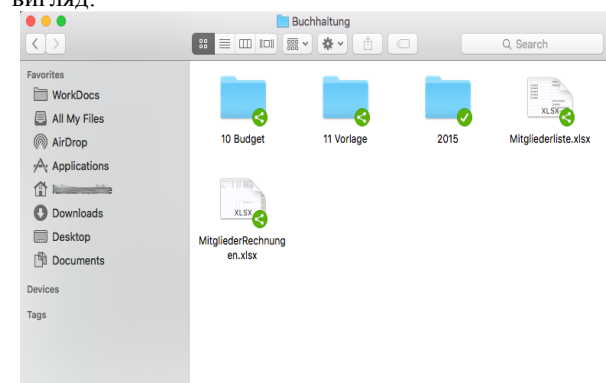 вигляд:
Buchhaltung
Search
Favorites
WorkDocs
All My Files
AirDrop
Applications
Downloads
Desktop
Documents
Devices
Tags
10 Budget
11 Vorlage
2015
XLSX
Mitgliederliste.xlsx
XLSX
MitgliederRechnung
en.xlsx